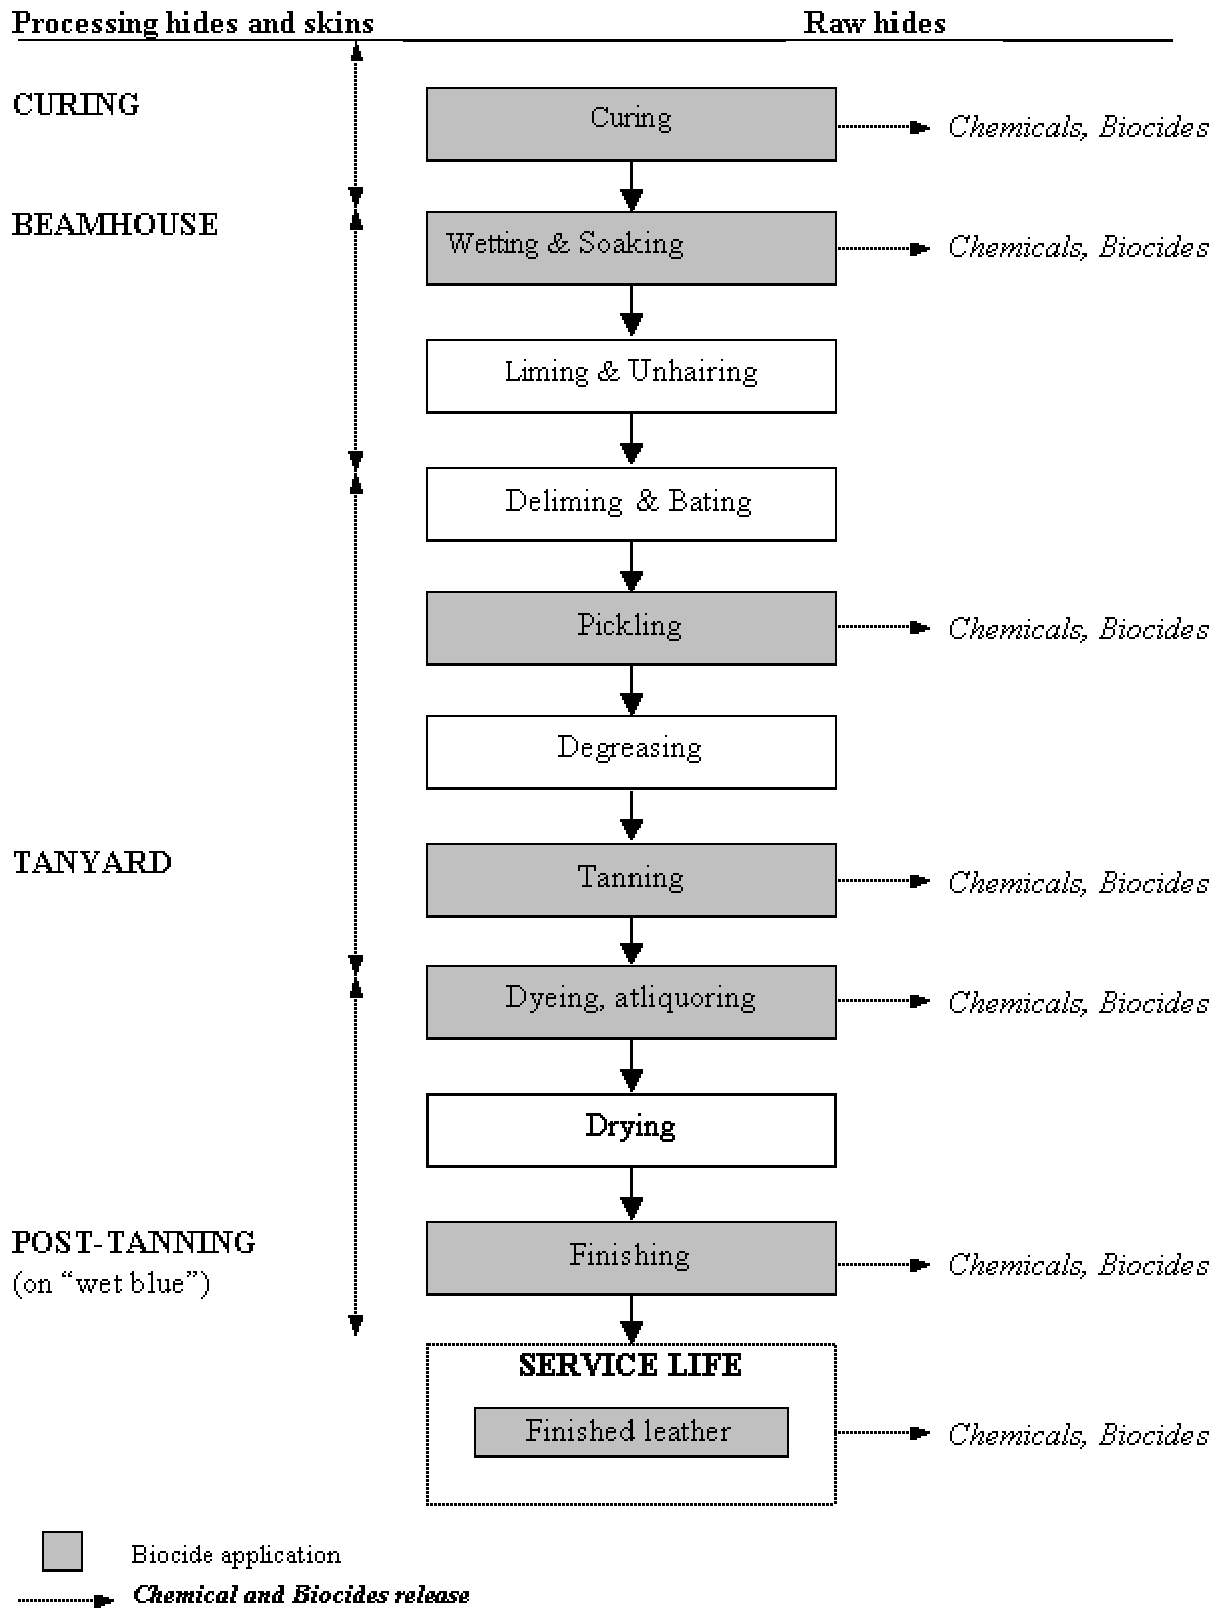 Processing hides and skins Raw hides
CURING
Curing
Chemicals, Biocides
BEAMHOUSE
Wetting & Soaking
Chemicals, Biocides
Liming & Unhairing
Deliming & Bating
Pickling
Chemicals, Biocides
Degreasing
TANYARD
Tanning
Chemicals, Biocides
Dyeing, atliquoring
Chemicals, Biocides
Drying
POST-TANNING
(on “wet blue”)
Finishing
Chemicals, Biocides
SERVICE LIFE
Finished leather
Chemicals, Biocides
Biocide application
Chemical and Biocides release